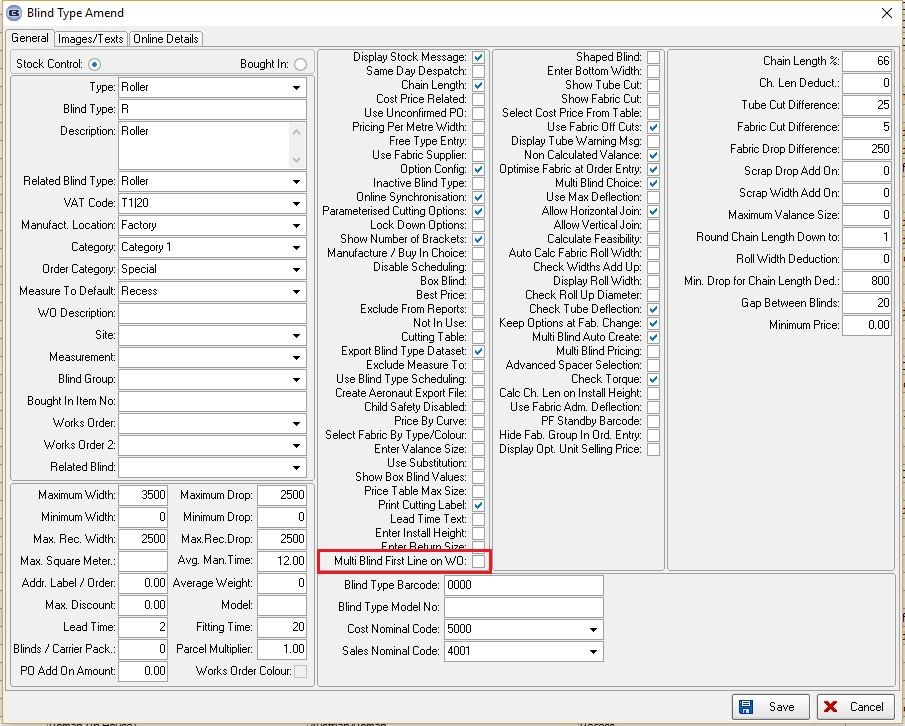 Blind Type Amend
General Images/Texts Online Details
Stock Control: Bought In:
Type: Roller
Blind Type: R
Description: Roller
Related Blind Type: Roller
VAT Code: T1|20
Manufact. Location: Factory
Category: Category 1
Order Category: Special
Measure To Default: Recess
WO Description:
Site:
Measurement:
Blind Group:
Bought In Item No:
Works Order:
Works Order 2:
Related Blind:
Maximum Width: 3500 Maximum Drop: 2500
Minimum Width: 0 Minimum Drop: 0
Max. Rec. Width: 2500 Max.Rec.Drop: 2500
Max. Square Meter.: Avg. Man.Time: 12.00
Addr. Label / Order: 0.00 Average Weight: 0
Max. Discount: 0.00 Model:
Lead Time: 2 Fitting Time: 20
Blinds / Carrier Pack.: 0 Parcel Multiplier: 1.00
PO Add On Amount: 0.00 Works Order Colour:
Display Stock Message:
Same Day Despatch:
Chain Length:
Cost Price Related:
Use Unconfirmed PO:
Pricing Per Metre Width:
Free Type Entry:
Use Fabric Supplier:
Option Config:
Inactive Blind Type:
Online Synchronisation:
Parameterised Cutting Options:
Lock Down Options:
Show Number of Brackets:
Manufacture / Buy In Choice:
Disable Scheduling:
Box Blind:
Best Price:
Exclude From Reports:
Not In Use:
Cutting Table:
Export Blind Type Dataset:
Exclude Measure To:
Use Blind Type Scheduling:
Create Aeronaut Export File:
Child Safety Disabled:
Price By Curve:
Select Fabric By Type/Colour:
Enter Valance Size:
Use Substitution:
Show Box Blind Values:
Price Table Max Size:
Print Cutting Label:
Lead Time Text:
Enter Install Height:
Enter Return Size:
Multi Blind First Line on WO:
Shaped Blind:
Enter Bottom Width:
Show Tube Cut:
Show Fabric Cut:
Select Cost Price From Table:
Use Fabric Off Cuts:
Display Tube Warning Msg:
Non Calculated Valance:
Optimise Fabric at Order Entry:
Multi Blind Choice:
Use Max Deflection:
Allow Horizontal Join:
Allow Vertical Join:
Calculate Feasibility:
Auto Calc Fabric Roll Width:
Check Widths Add Up:
Display Roll Width:
Check Roll Up Diameter:
Check Tube Deflection:
Keep Options at Fab. Change:
Multi Blind Auto Create:
Multi Blind Pricing:
Advanced Spacer Selection:
Check Torque:
Calc Ch. Len on Install Height:
Use Fabric Adm. Deflection:
PF Standby Barcode:
Hide Fab. Group In Ord. Entry:
Display Opt. Unit Selling Price:
Chain Length %: 66
Ch. Len Deduct.: 0
Tube Cut Difference: 25
Fabric Cut Difference: 5
Fabric Drop Difference: 250
Scrap Drop Add On: 0
Scrap Width Add On: 0
Maximum Valance Size: 0
Round Chain Length Down to: 1
Roll Width Deduction: 0
Min. Drop for Chain Length Ded.: 800
Gap Between Blinds: 20
Minimum Price: 0.00
Blind Type Barcode: 0000
Blind Type Model No:
Cost Nominal Code: 5000
Sales Nominal Code: 4001
Save Cancel